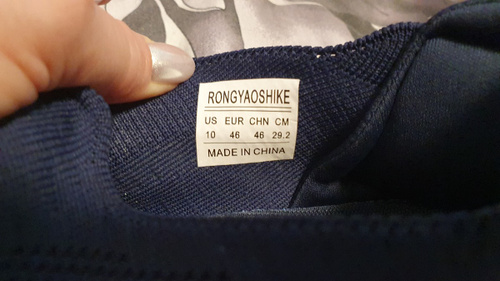 RONGYAOSHIKE
US EUR CHN CM
10 46 46 29.2
MADE IN CHINA